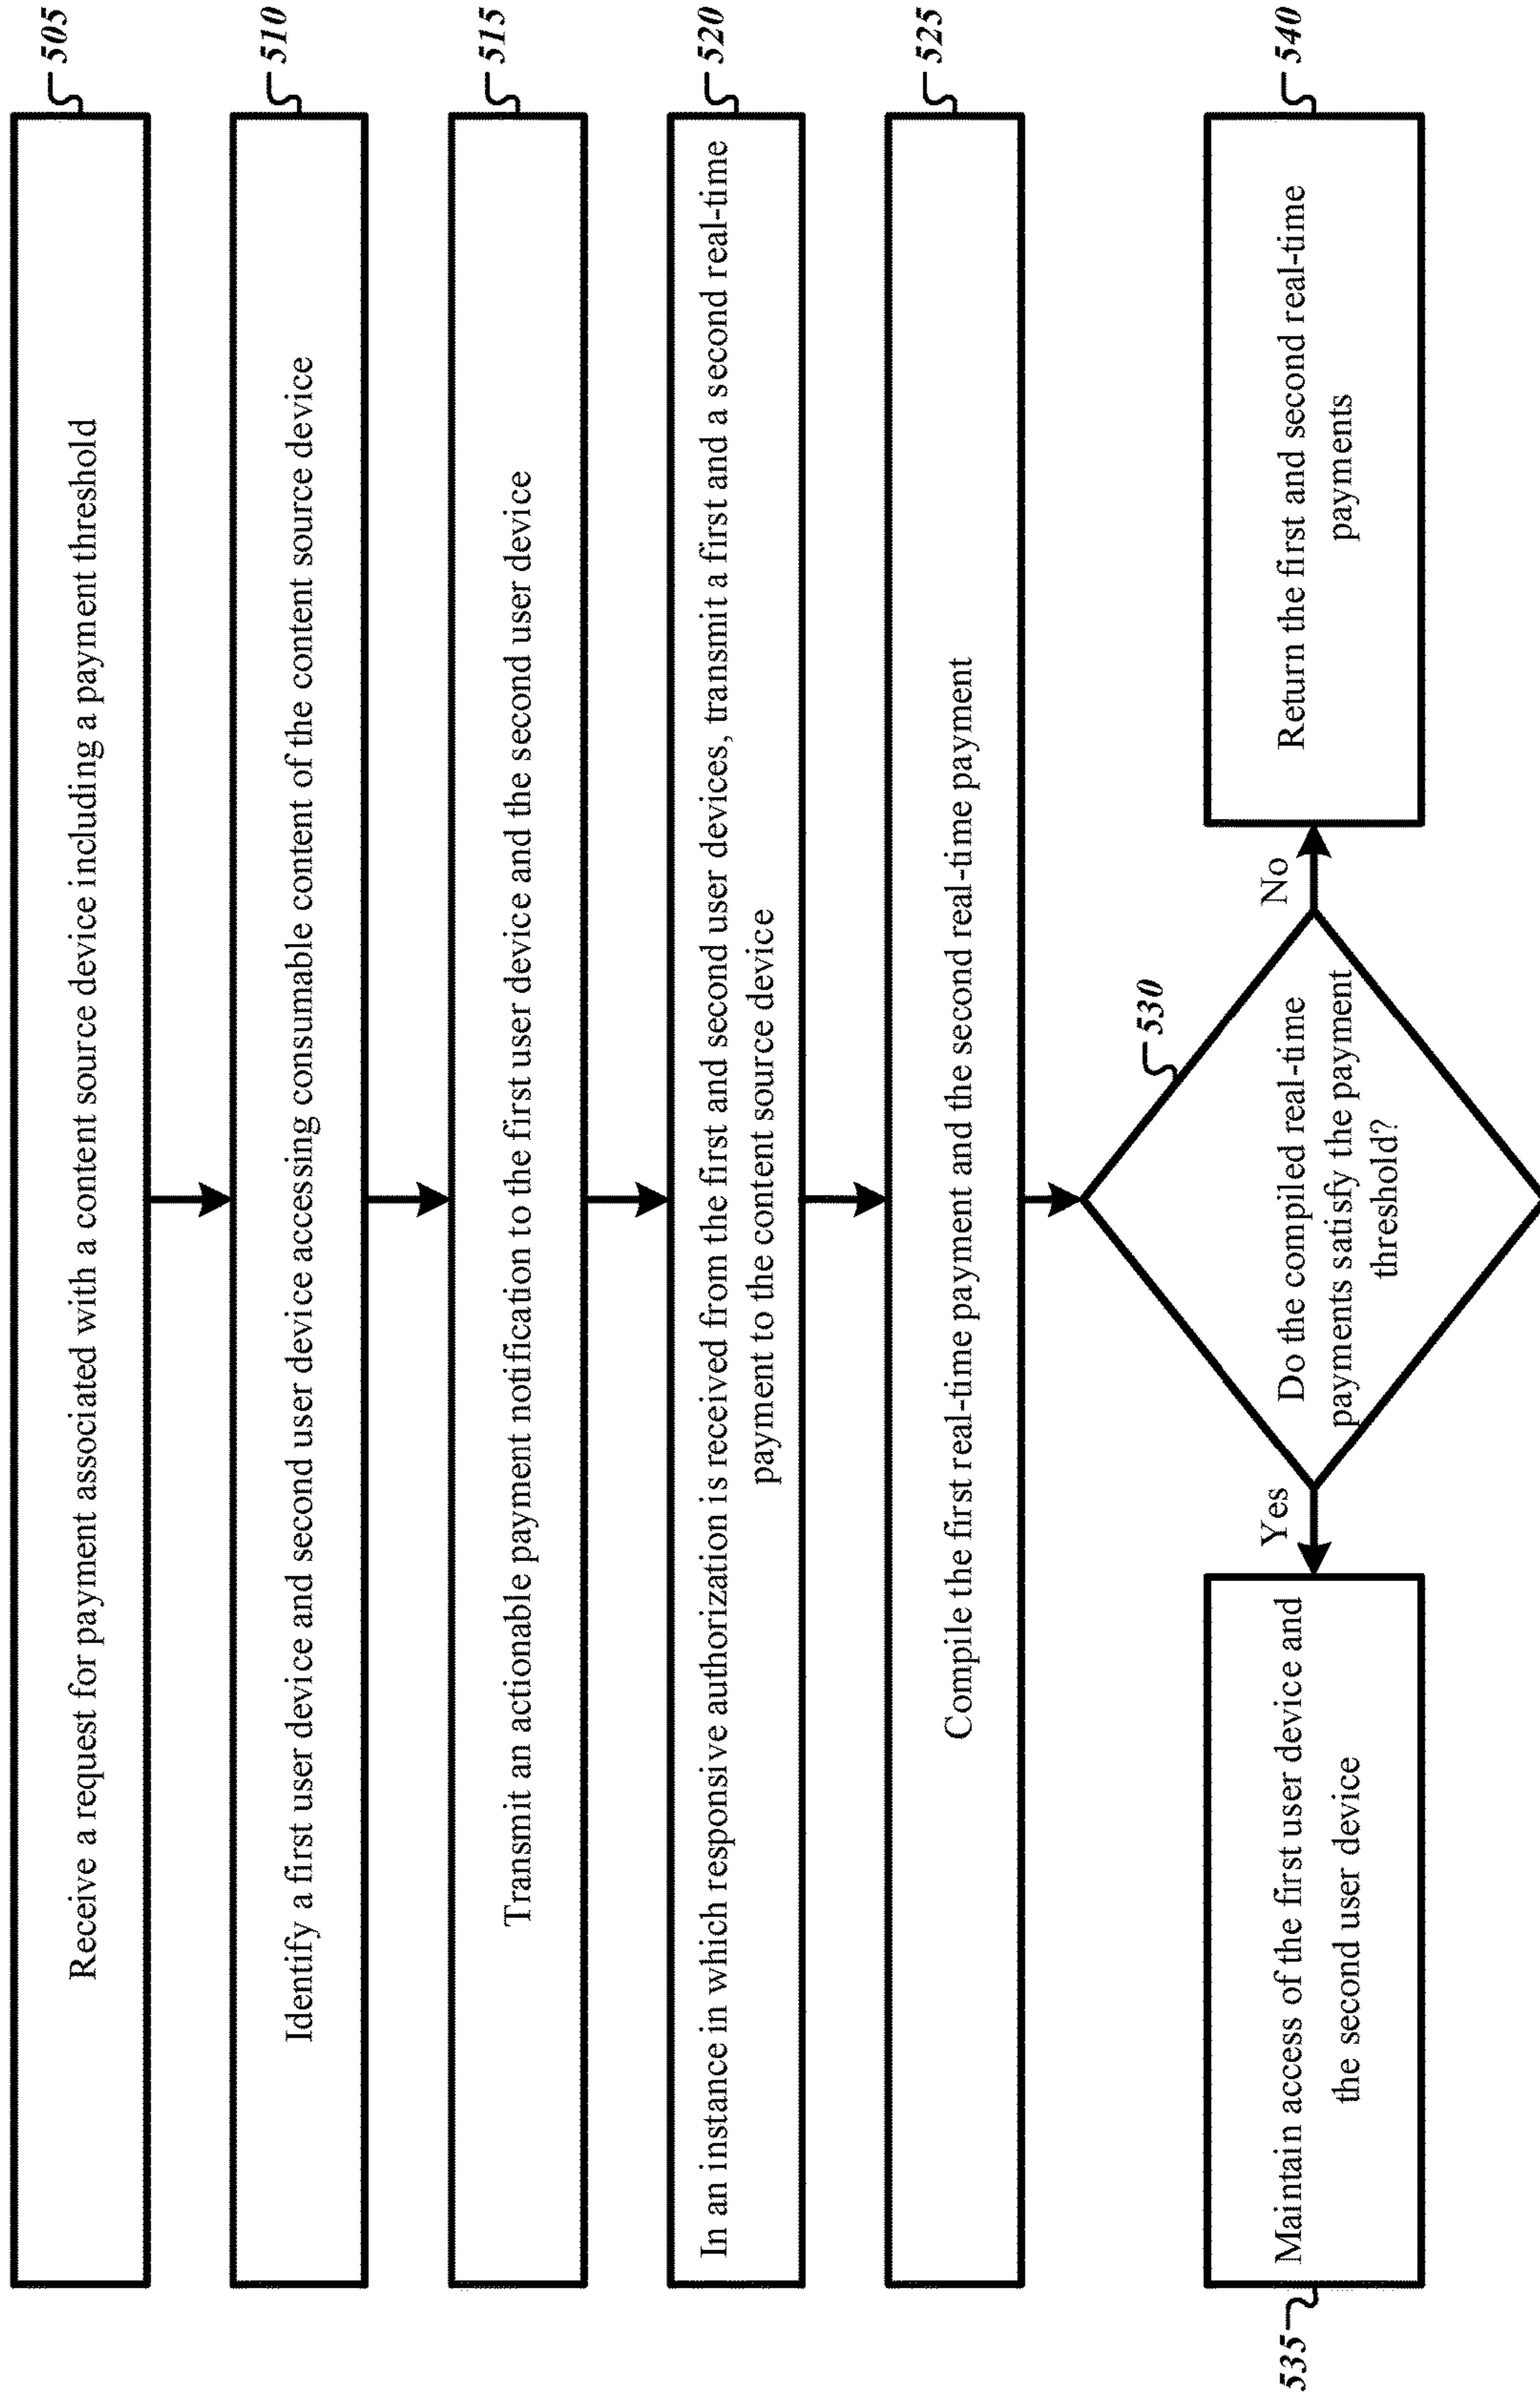 505
Receive a request for payment associated with a content source device including a payment threshold
510
Identify a first user device and second user device accessing consumable content of the content source device
515
Transmit an actionable payment notification to the first user device and the second user device
520
In an instance in which responsive authorization is received from the first and second user devices, transmit a first and a second real-time
payment to the content source device
525
Compile the first real-time payment and the second real-time payment
530
Do the compiled real-time
payments satisfy the payment
threshold?
Yes
No
535
Maintain access of the first user device and
the second user device
540
Return the first and second real-time
payments